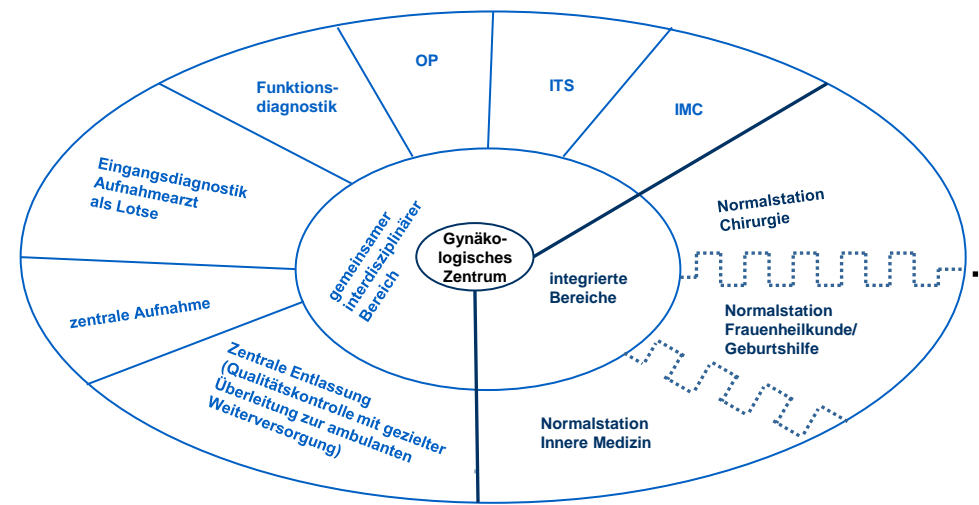 OP
ITS
IMC
Funktions-
diagnostik
Eingangsdiagnostik
Aufnahmearzt
als Lotse
zentrale Aufnahme
Zentrale Entlassung
(Qualitätskontrolle mit gezielter
Überleitung zur ambulanten
Weiterversorgung)
gemeinsamer
interdisziplinärer
Bereich
Gynäko-
logisches
Zentrum
integrierte
Bereiche
Normalstation
Chirurgie
Normalstation
Frauenheilkunde/
Geburtshilfe
Normalstation
Innere Medizin